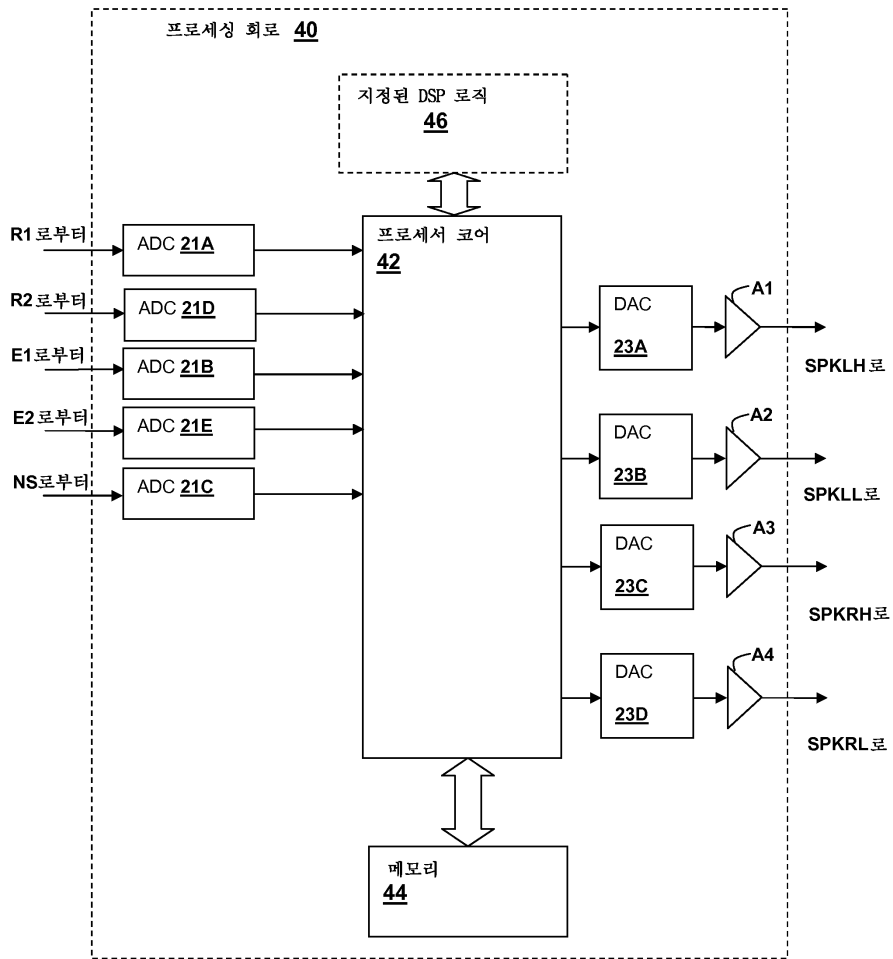 프로세싱 회로 40
지정된 DSP 로직
46
R1로부터
ADC 21A
R2로부터
ADC 21D
E1로부터
ADC 21B
E2로부터
ADC 21E
NS로부터
ADC 21C
프로세서 코어
42
DAC
23A
A1
SPKLH로
DAC
23B
A2
SPKLL로
DAC
23C
A3
SPKRH로
DAC
23D
A4
SPKRL로
메모리
44